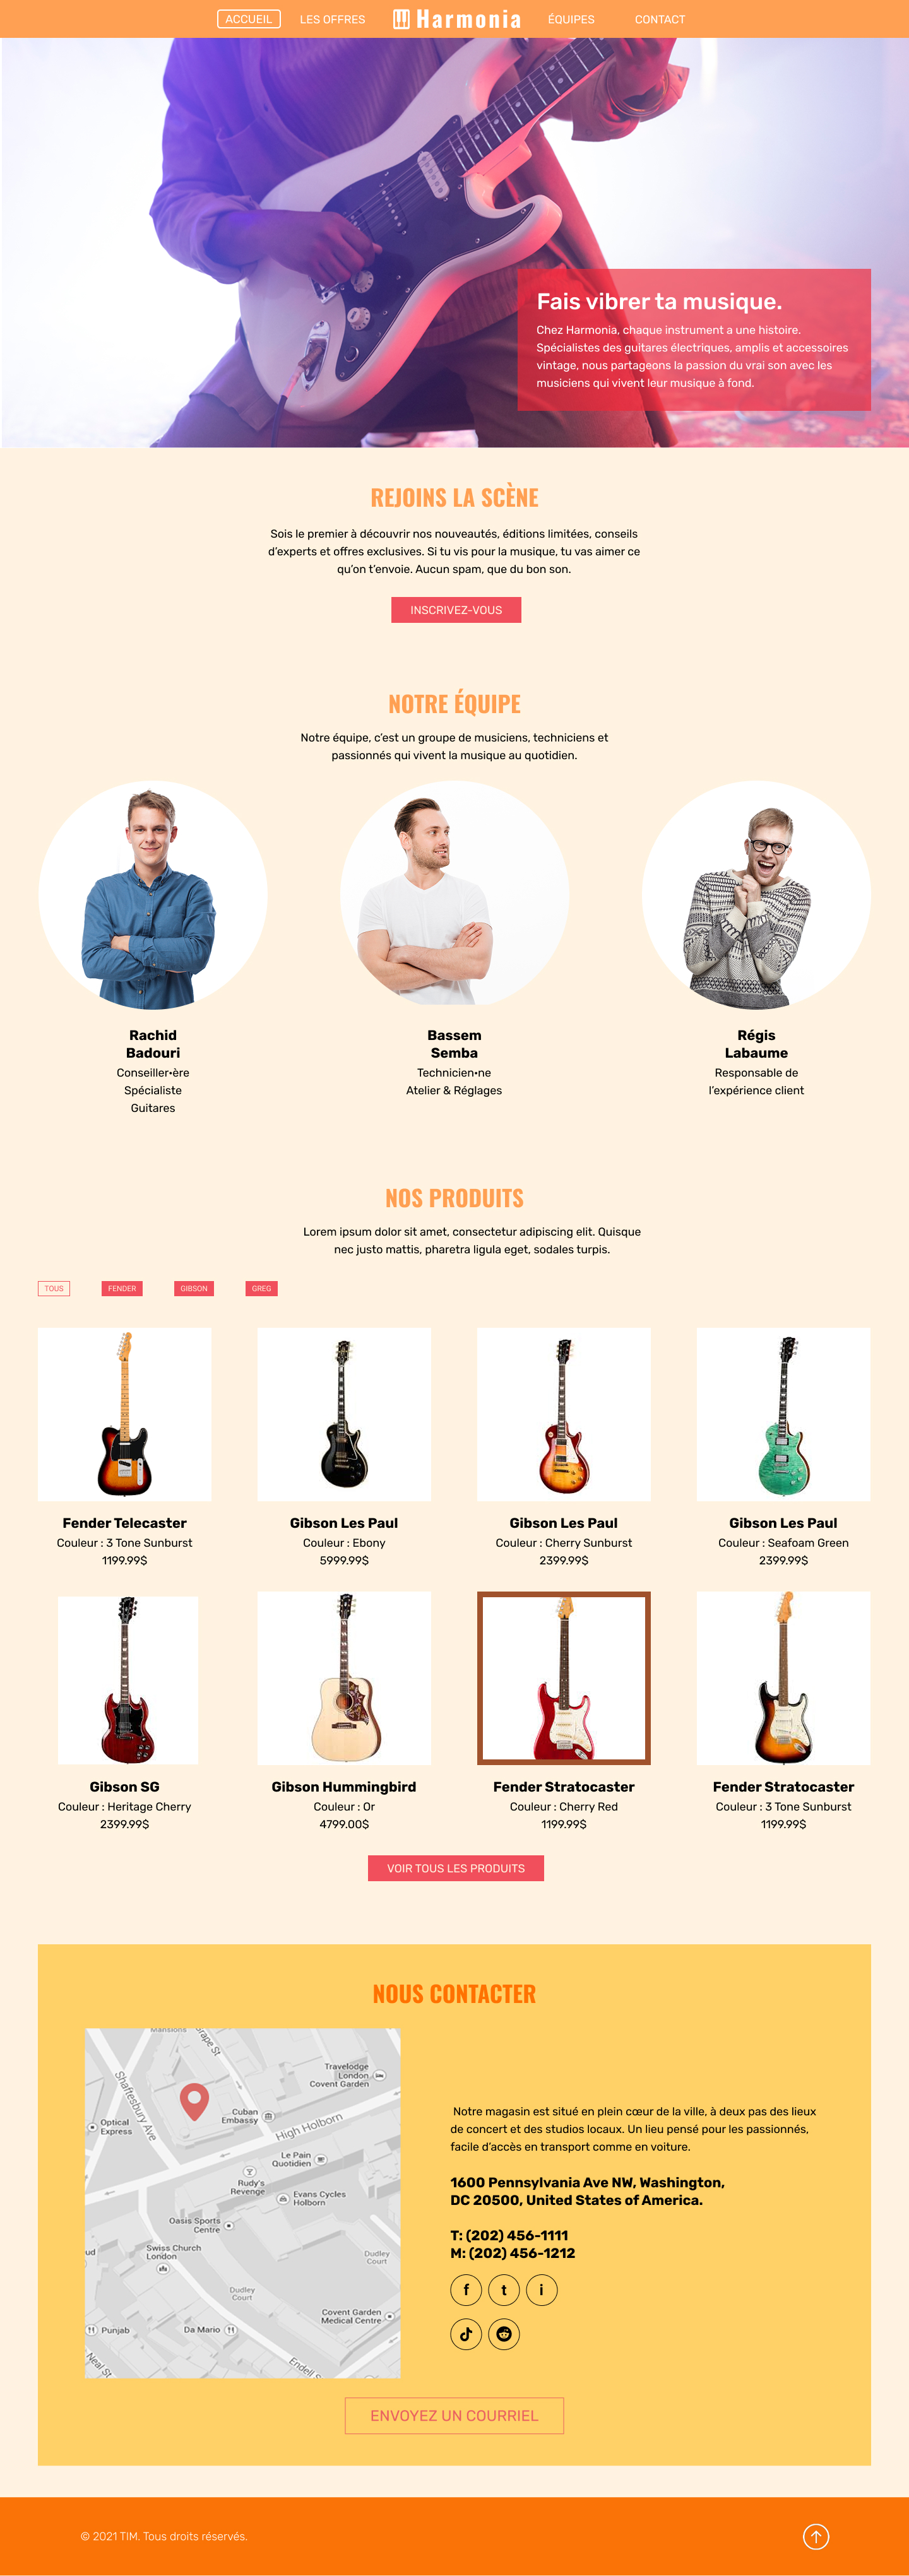 ACCUEIL LES OFFRES Harmonia ÉQUIPES CONTACT
Fais vibrer ta musique.
Chez Harmonia, chaque instrument a une histoire.
Spécialistes des guitares électriques, amplis et accessoires
vintage, nous partageons la passion du vrai son avec les
musiciens qui vivent leur musique à fond.
REJOINS LA SCÈNE
Sois le premier à découvrir nos nouveautés, éditions limitées, conseils
d'experts et offres exclusives. Si tu vis pour la musique, tu vas aimer ce
qu'on t'envoie. Aucun spam, que du bon son.
INSCRIVEZ-VOUS
NOTRE ÉQUIPE
Notre équipe, c'est un groupe de musiciens, techniciens et
passionnés qui vivent la musique au quotidien.
Rachid
Badouri
Conseiller·ère
Spécialiste
Guitares
Bassem
Semba
Technicien·ne
Atelier & Réglages
Régis
Labaume
Responsable de
l'expérience client
NOS PRODUITS
Lorem ipsum dolor sit amet, consectetur adipiscing elit. Quisque
nec justo mattis, pharetra ligula eget, sodales turpis.
TOUS FENDER GIBSON GREG
Fender Telecaster
Couleur : 3 Tone Sunburst
1199.99$
Gibson Les Paul
Couleur : Ebony
5999.99$
Gibson Les Paul
Couleur : Cherry Sunburst
2399.99$
Gibson Les Paul
Couleur : Seafoam Green
2399.99$
Gibson SG
Couleur : Heritage Cherry
2399.99$
Gibson Hummingbird
Couleur : Or
4799.00$
Fender Stratocaster
Couleur : Cherry Red
1199.99$
Fender Stratocaster
Couleur : 3 Tone Sunburst
1199.99$
VOIR TOUS LES PRODUITS
NOUS CONTACTER
Mansions
Grape St
Travelodge
London
Covent Garden
Shaftesbury Ave
Optical
Express
Cuban
Embassy
High Holborn
Le Pain
Quotidien
Rudy's
Revenge
Evans Cycles
Holborn
Oasis Sports
Centre
Swiss Church
London
ud
Dudley
Court
Dudley
Court
Covent Garden
Medical Centre
Punjab
Da Mario
Neal St
Endell S
Notre magasin est situé en plein cœur de la ville, à deux pas des lieux
de concert et des studios locaux. Un lieu pensé pour les passionnés,
facile d'accès en transport comme en voiture.
1600 Pennsylvania Ave NW, Washington,
DC 20500, United States of America.
T: (202) 456-1111
M: (202) 456-1212
f t i
ENVOYEZ UN COURRIEL
© 2021 TIM. Tous droits réservés.